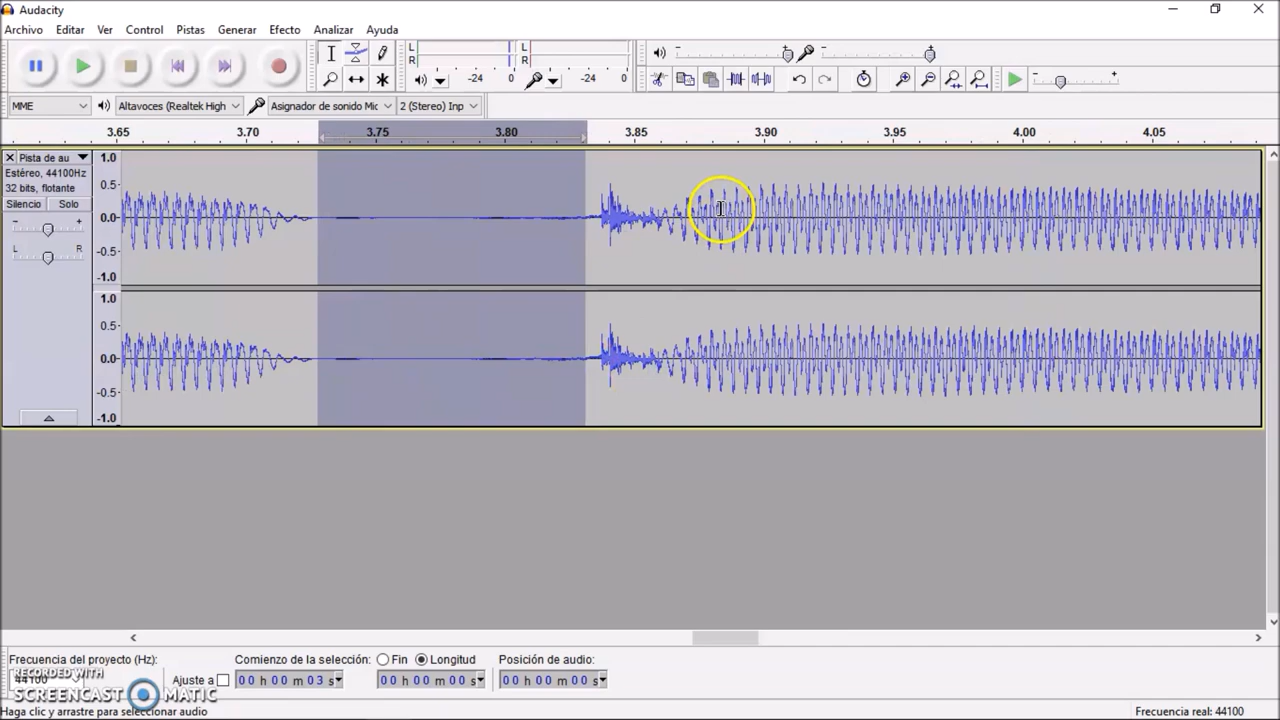 Audacity
Archivo Editar Ver Control Pistas Generar Efecto Analizar Ayuda
L R -24 0 L R -24 0
MME Altavoces (Realtek High Asignador de sonido Mic 2 (Stereo) Inp
3.65 3.70 3.75 3.80 3.85 3.90 3.95 4.00 4.05
Pista de au
Estéreo, 44100Hz
32 bits, flotante
Silencio Solo
- +
L R
1.0
0.5
0.0
-0.5
-1.0
1.0
0.5
0.0
-0.5
-1.0
Frecuencia del proyecto (Hz): Comienzo de la selección: Fin Longitud Posición de audio:
44100 Ajuste a 00 h 00 m 03 s 00 h 00 m 00 s 00 h 00 m 00 s
RECORDED WITH
SCREENCAST MATIC
Haga clic y arrastre para seleccionar audio Frecuencia real: 44100